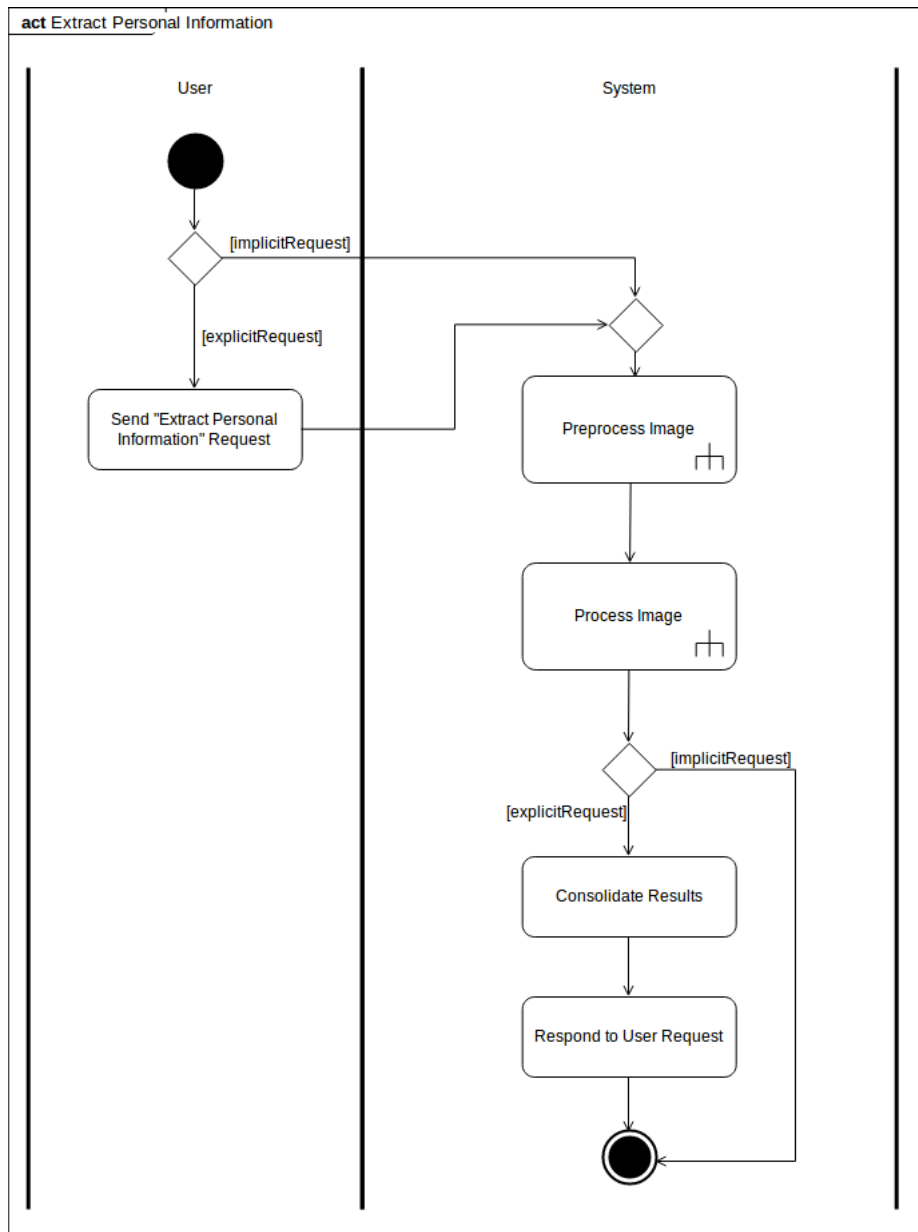 act Extract Personal Information
User
System
[implicitRequest]
[explicitRequest]
Send "Extract Personal
Information" Request
Preprocess Image
Process Image
[implicitRequest]
[explicitRequest]
Consolidate Results
Respond to User Request